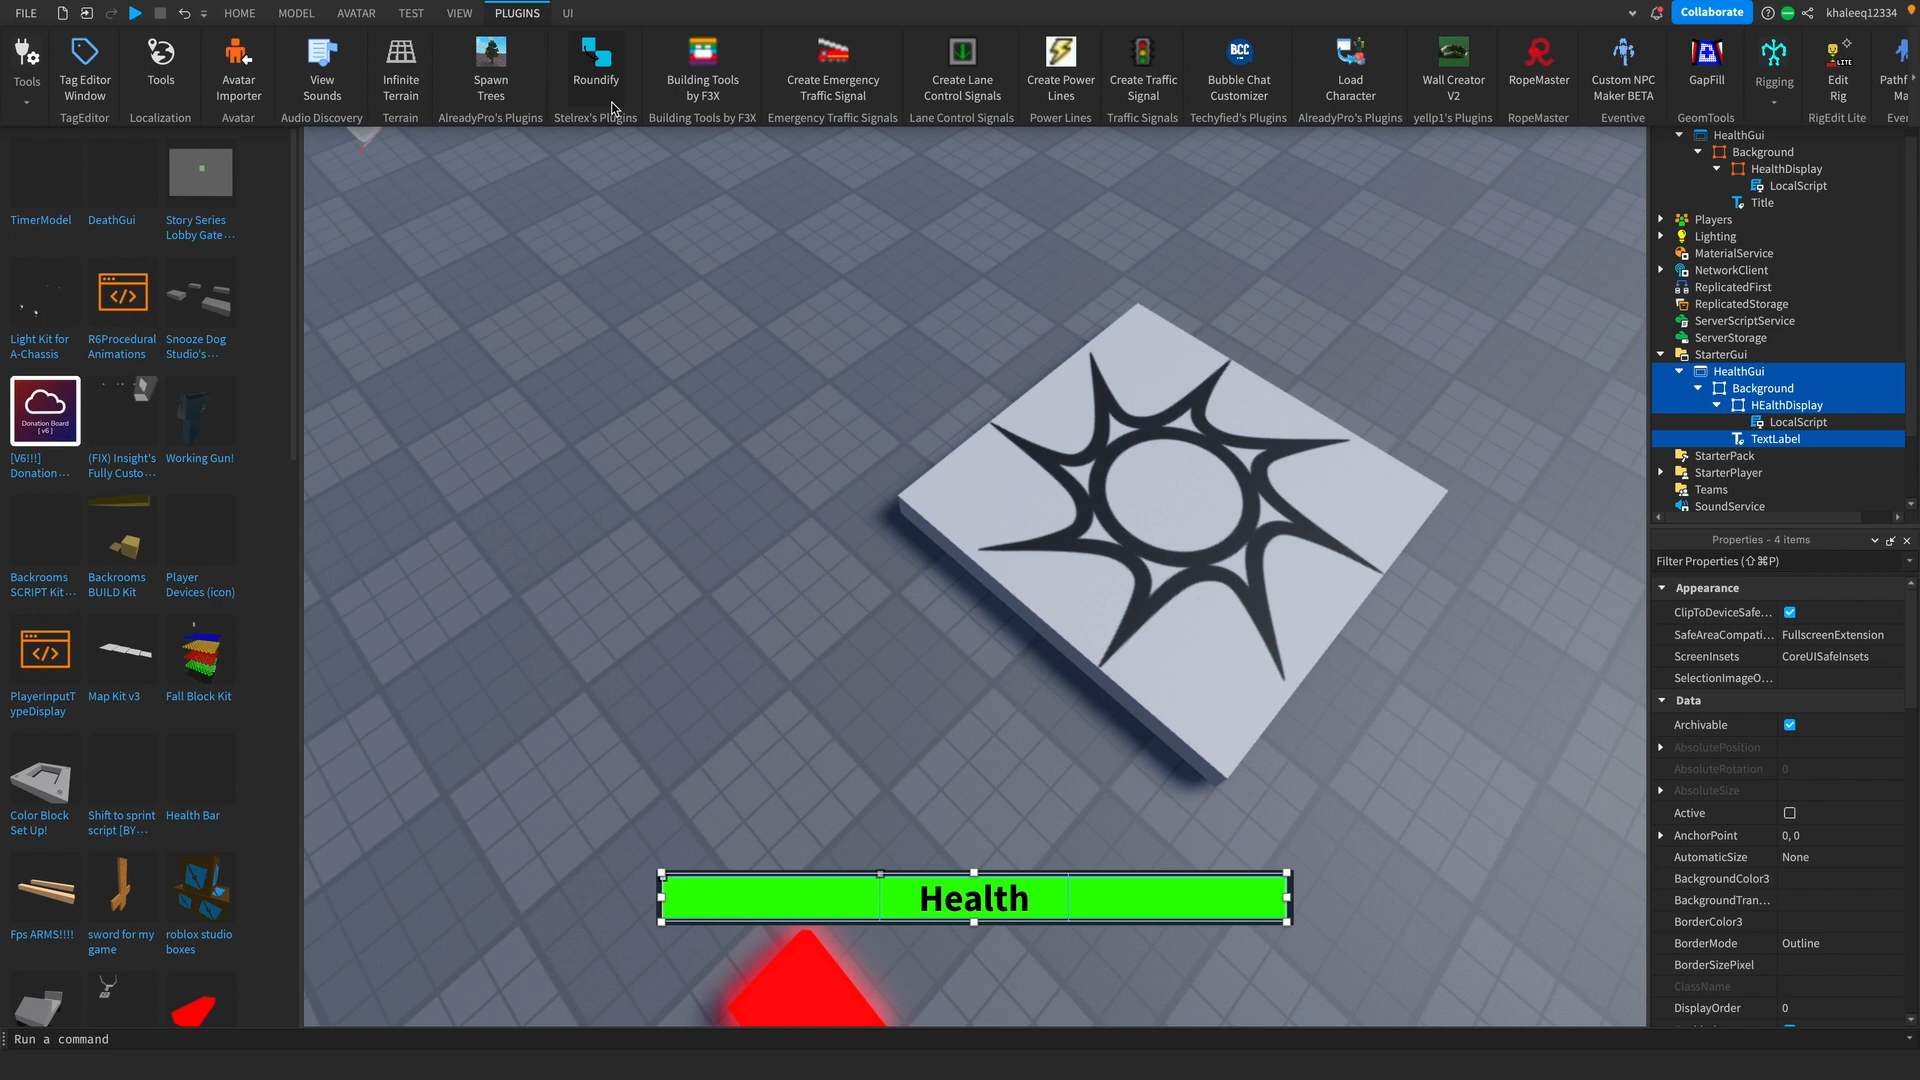 FILE HOME MODEL AVATAR TEST VIEW PLUGINS UI Collaborate khaleeq12334
Tools
Tag Editor Window
TagEditor
Tools
Localization
Avatar Importer
Avatar
View Sounds
Audio Discovery
Infinite Terrain
Terrain
Spawn Trees
AlreadyPro's Plugins
Roundify
Stelrex's Plugins
Building Tools by F3X
Building Tools by F3X
Create Emergency Traffic Signal
Emergency Traffic Signals
Create Lane Control Signals
Lane Control Signals
Create Power Lines
Power Lines
Create Traffic Signal
Traffic Signals
BCC
Bubble Chat Customizer
Techyfied's Plugins
Load Character
AlreadyPro's Plugins
Wall Creator V2
yellp1's Plugins
RopeMaster
RopeMaster
Custom NPC Maker BETA
Eventive
GapFill
GeomTools
Rigging
LITE
Edit Rig
RigEdit Lite
Pathf
Ma
Ever
TimerModel
DeathGui
Story Series Lobby Gate...
Light Kit for A-Chassis
R6Procedural Animations
Snooze Dog Studio's...
Donation Board
[ v6 ]
[V6!!!] Donation...
(FIX) Insight's Fully Custo...
Working Gun!
Backrooms SCRIPT Kit...
Backrooms BUILD Kit
Player Devices (icon)
PlayerInputT
ypeDisplay
Map Kit v3
Fall Block Kit
Color Block Set Up!
Shift to sprint script [BY...
Health Bar
Fps ARMS!!!!
sword for my game
roblox studio boxes
Health
HealthGui
Background
HealthDisplay
LocalScript
Title
Players
Lighting
MaterialService
NetworkClient
ReplicatedFirst
ReplicatedStorage
ServerScriptService
ServerStorage
StarterGui
HealthGui
Background
HEalthDisplay
LocalScript
TextLabel
StarterPack
StarterPlayer
Teams
SoundService
Properties - 4 items
Filter Properties (⇧⌘P)
Appearance
ClipToDeviceSafe...
SafeAreaCompati... FullscreenExtension
ScreenInsets CoreUISafeInsets
SelectionImageO...
Data
Archivable
AbsolutePosition
AbsoluteRotation 0
AbsoluteSize
Active
AnchorPoint 0, 0
AutomaticSize None
BackgroundColor3
BackgroundTran...
BorderColor3
BorderMode Outline
BorderSizePixel
ClassName
DisplayOrder 0
Run a command